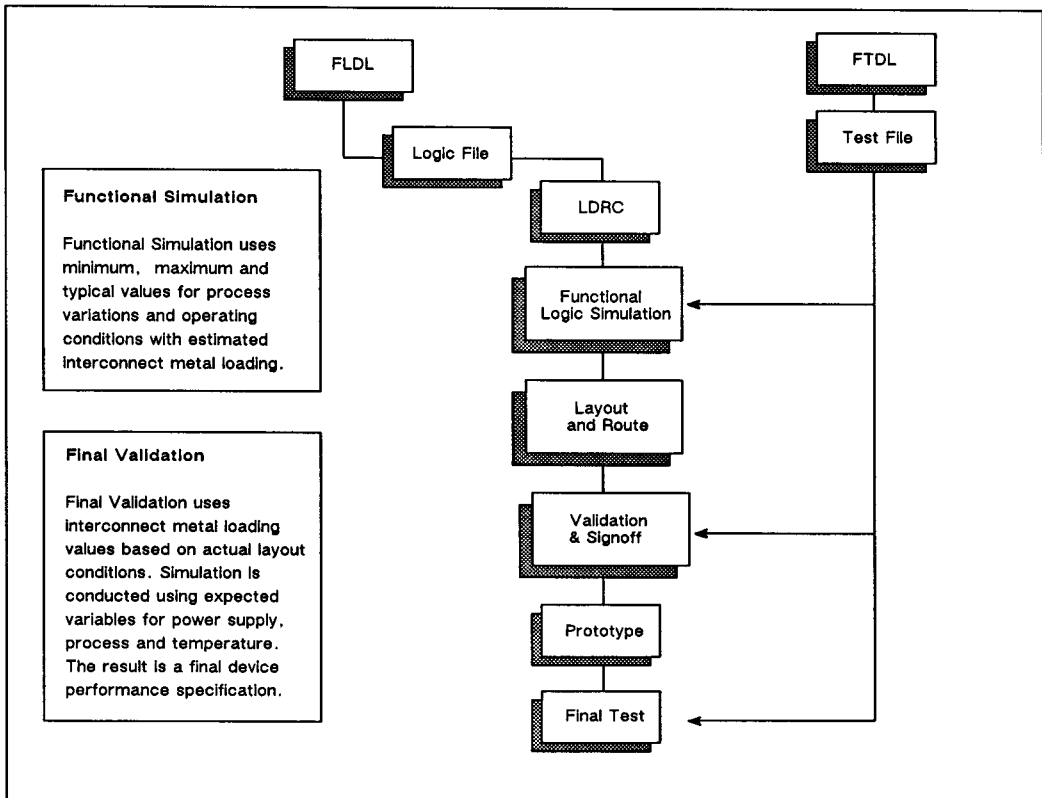 FLDL
FTDL
Logic File
Test File
LDRC
Functional
Logic Simulation
Layout
and Route
Validation
& Signoff
Prototype
Final Test
Functional Simulation
Functional Simulation uses
minimum, maximum and
typical values for process
variations and operating
conditions with estimated
interconnect metal loading.
Final Validation
Final Validation uses
interconnect metal loading
values based on actual layout
conditions. Simulation is
conducted using expected
variables for power supply,
process and temperature.
The result is a final device
performance specification.